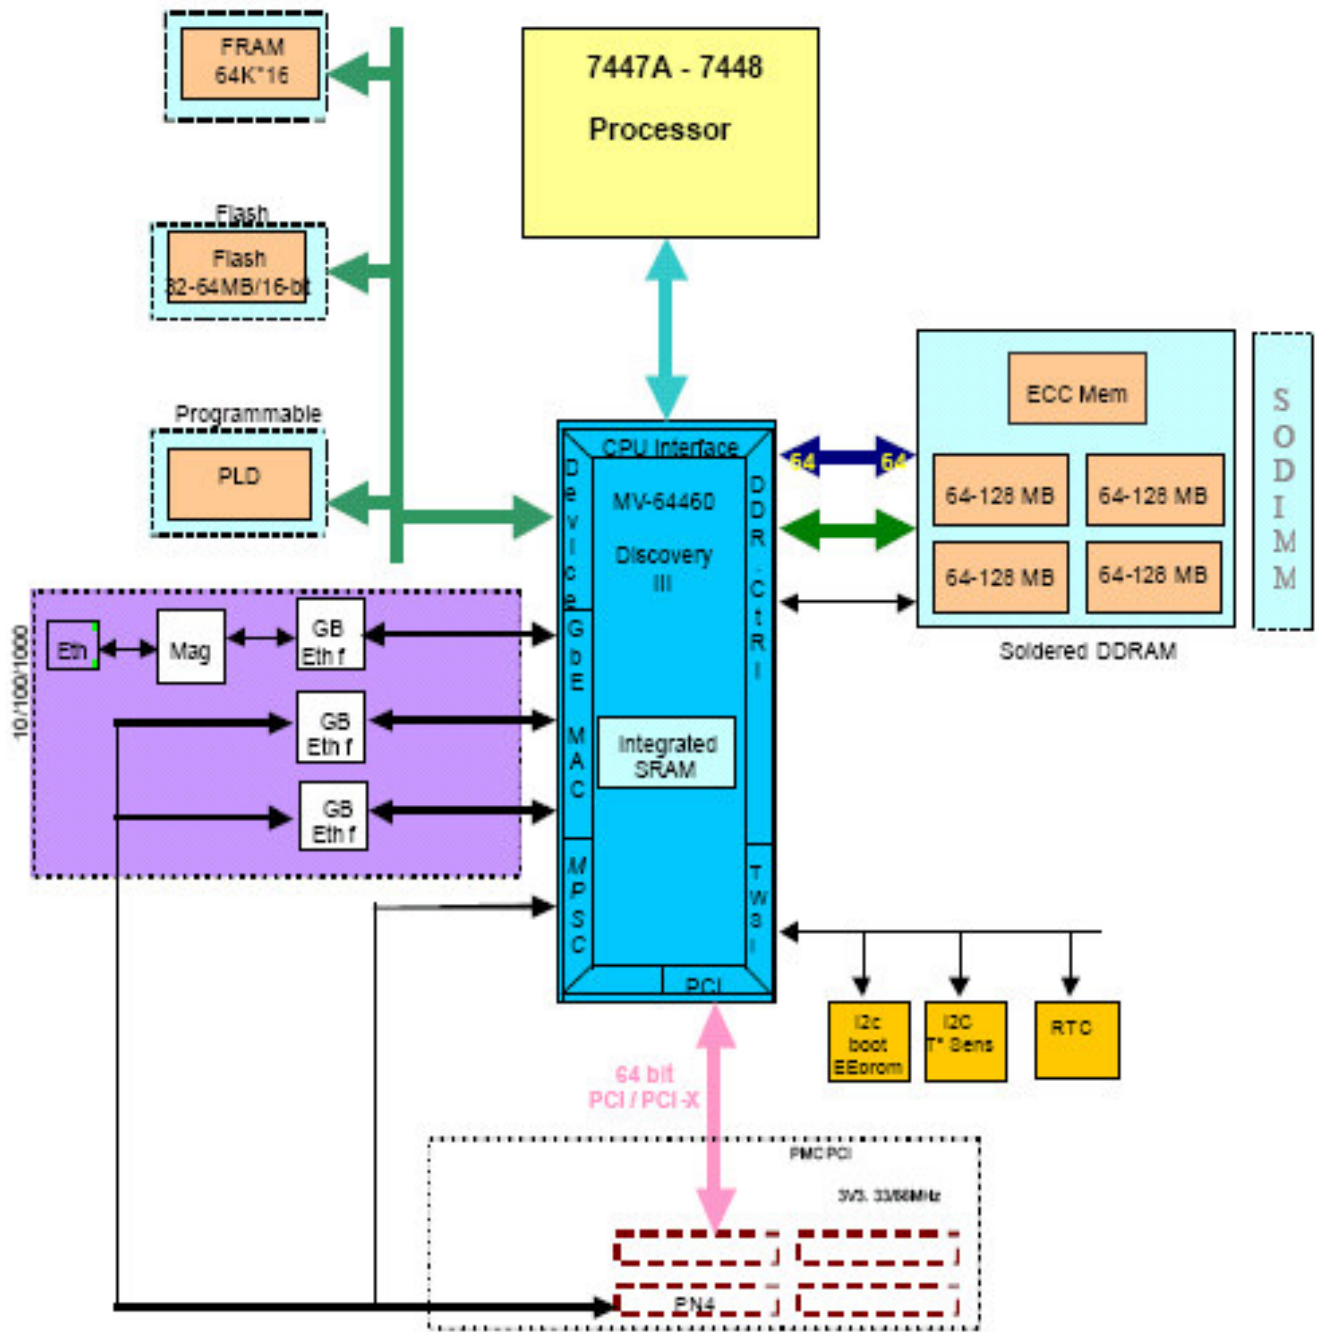 FRAM
64K*16
7447A - 7448
Processor
Flash
Flash
32-64MB/16-bit
Programmable
PLD
CPU Interface
Device
MV-64460
Discovery
III
DDR-CtRl
64
64
ECC Mem
64-128 MB
64-128 MB
64-128 MB
64-128 MB
Soldered DDRAM
SODIMM
10/100/1000
Eth
Mag
GB
Eth f
GB
Eth f
GB
Eth f
GbE MAC
Integrated
SRAM
MPSC
TWSI
PCI
I2c
boot
EEprom
I2C
T° Sens
RTC
64 bit
PCI / PCI-X
PMC PCI
3V3. 33/66MHz
PN4